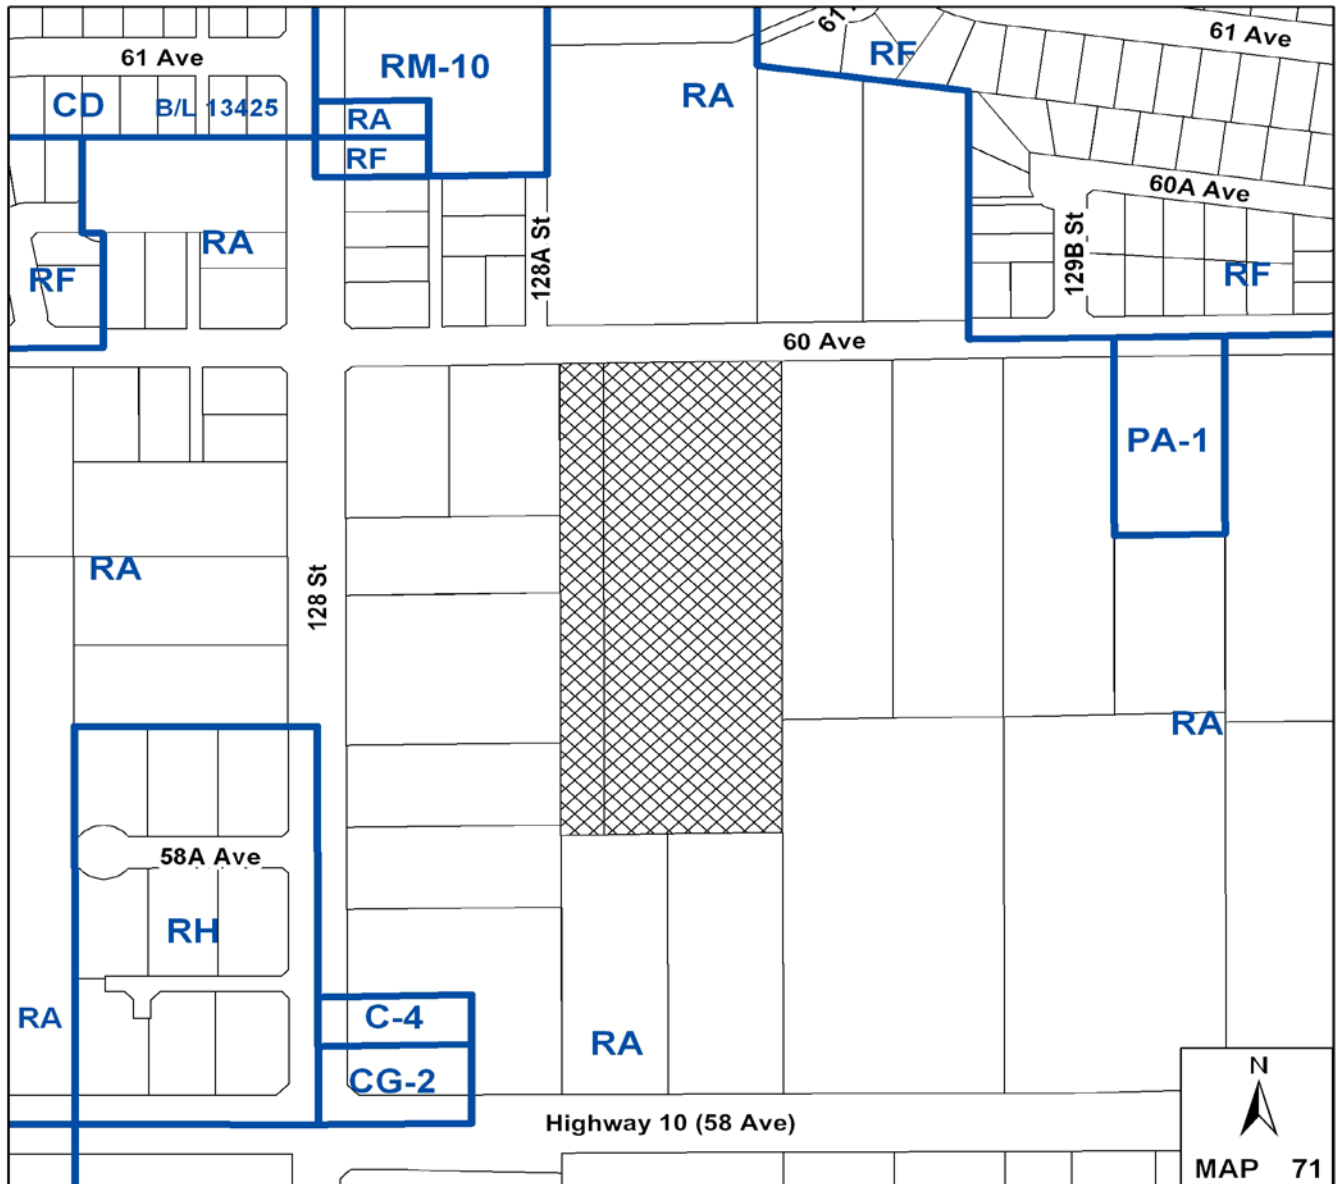 61
61 Ave
RF
61 Ave
RM-10
RA
CD
B/L 13425
RA
RF
60A Ave
128A St
129B St
RA
RF
RF
60 Ave
PA-1
RA
128 St
RA
58A Ave
RH
RA
C-4
RA
CG-2
Highway 10 (58 Ave)
N
MAP 71